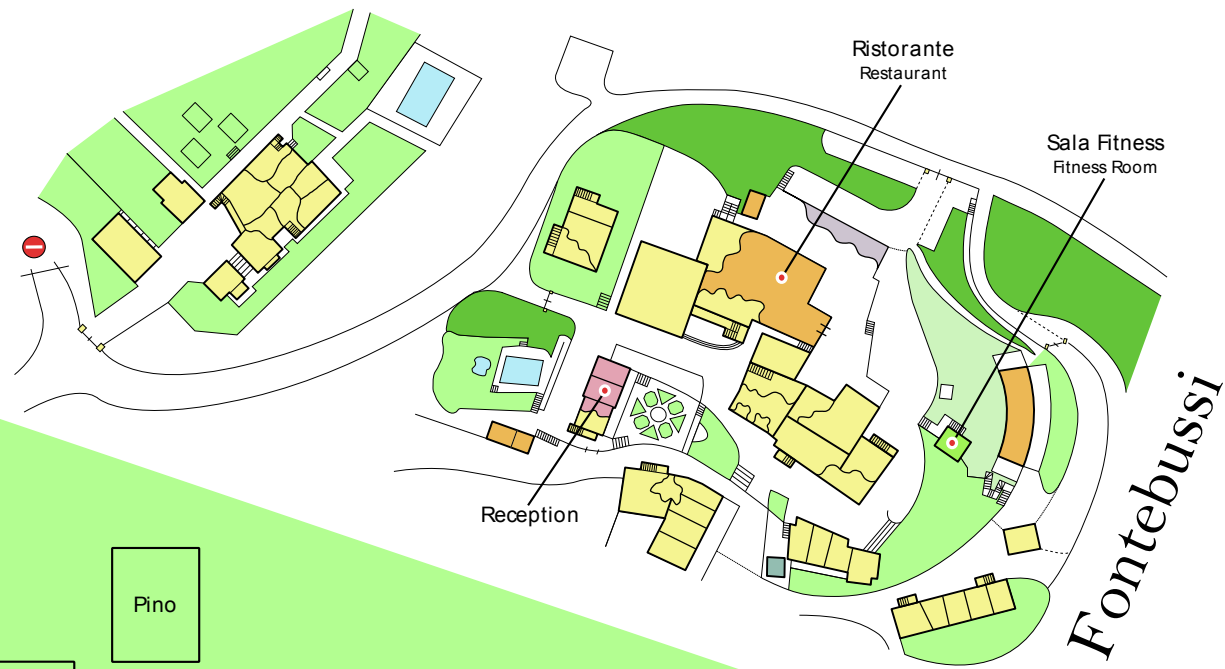 Ristorante
Restaurant
Sala Fitness
Fitness Room
Reception
Fontebussi
Pino